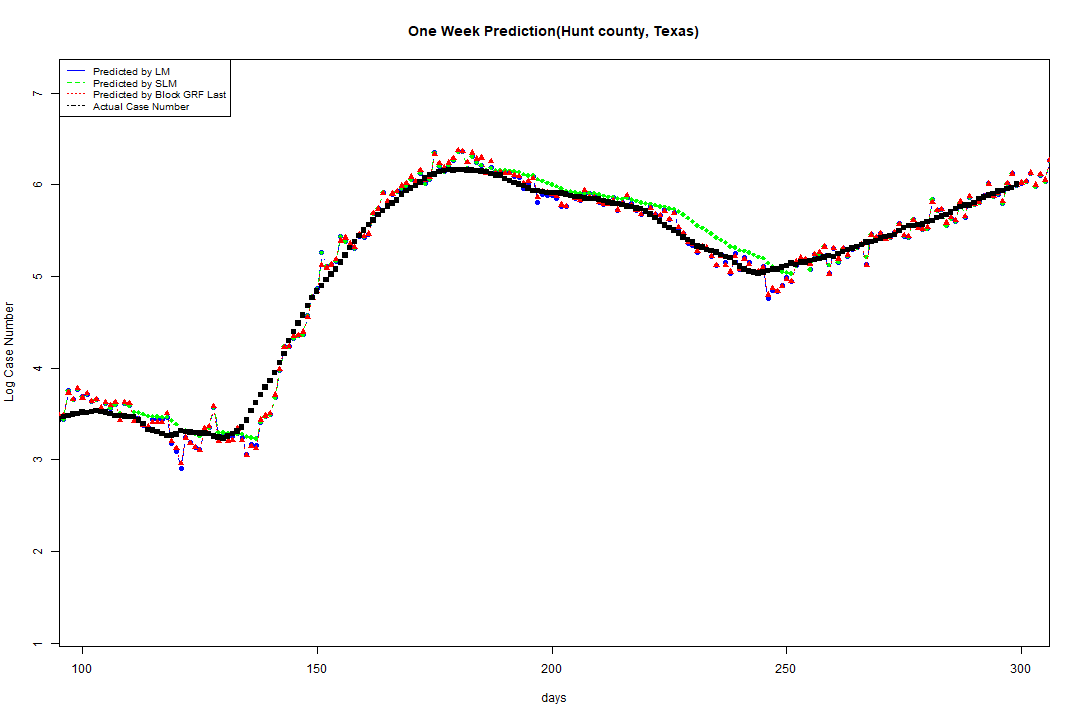 One Week Prediction(Hunt county, Texas)
Predicted by LM
Predicted by SLM
Predicted by Block GRF Last
Actual Case Number
7
6
5
4
3
2
1
Log Case Number
100 150 200 250 300
days